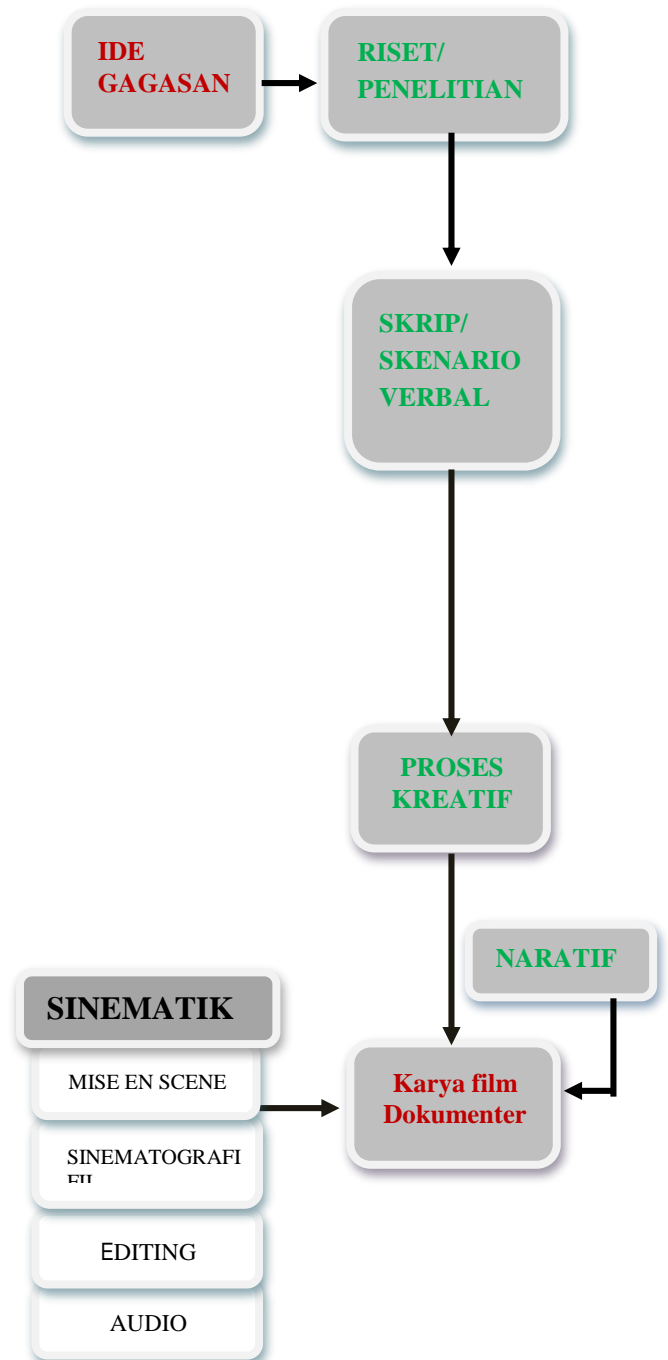 IDE
GAGASAN
RISET/
PENELITIAN
SKRIP/
SKENARIO
VERBAL
PROSES
KREATIF
NARATIF
SINEMATIK
MISE EN SCENE
Karya film
Dokumenter
SINEMATOGRAFI
EDITING
AUDIO